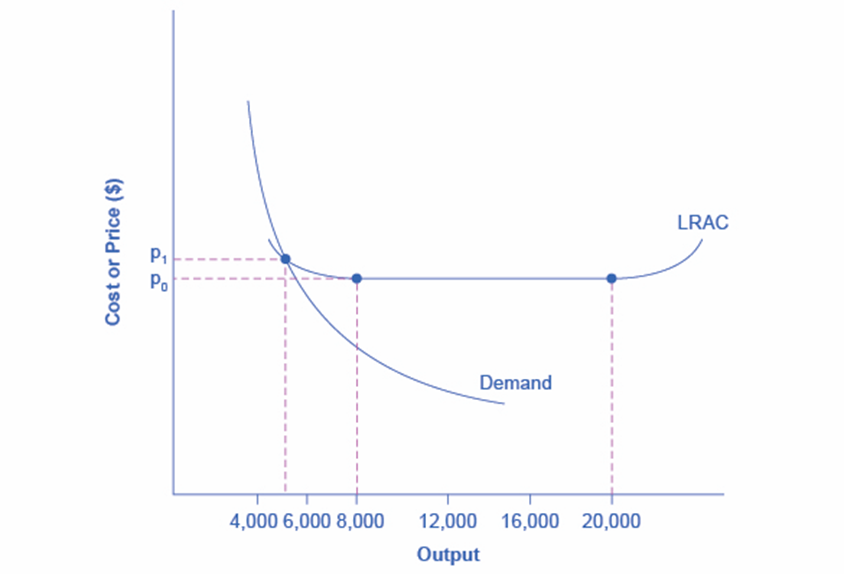 Cost or Price ($)
LRAC
p₁
p₀
Demand
4,000 6,000 8,000 12,000 16,000 20,000
Output